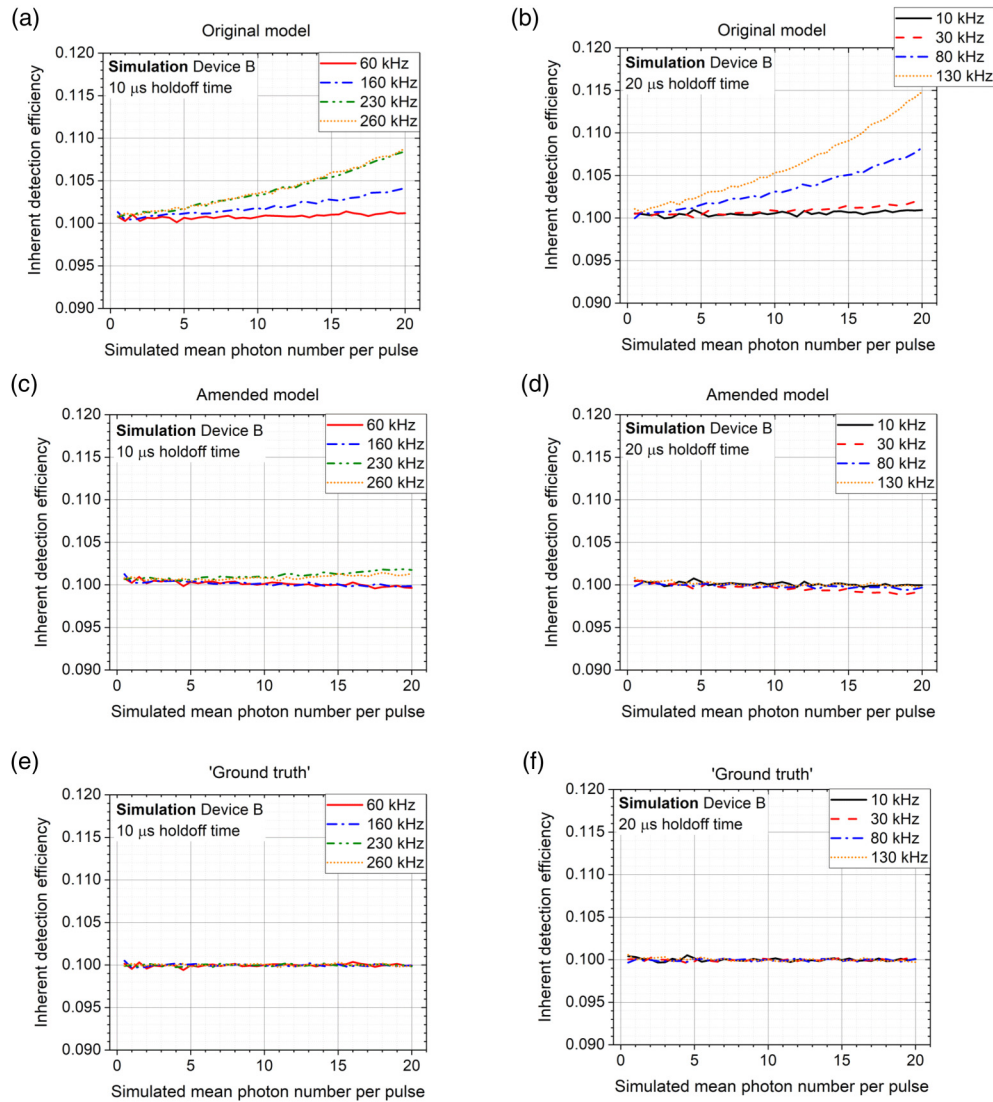 (a)
Original model
0.120
0.115
0.110
0.105
0.100
0.095
0.090
Inherent detection efficiency
Simulation Device B
10 μs holdoff time
60 kHz
160 kHz
230 kHz
260 kHz
0 5 10 15 20
Simulated mean photon number per pulse
(b)
Original model
0.120
0.115
0.110
0.105
0.100
0.095
0.090
Inherent detection efficiency
Simulation Device B
20 μs holdoff time
10 kHz
30 kHz
80 kHz
130 kHz
0 5 10 15 20
Simulated mean photon number per pulse
(c)
Amended model
0.120
0.115
0.110
0.105
0.100
0.095
0.090
Inherent detection efficiency
Simulation Device B
10 μs holdoff time
60 kHz
160 kHz
230 kHz
260 kHz
0 5 10 15 20
Simulated mean photon number per pulse
(d)
Amended model
0.120
0.115
0.110
0.105
0.100
0.095
0.090
Inherent detection efficiency
Simulation Device B
20 μs holdoff time
10 kHz
30 kHz
80 kHz
130 kHz
0 5 10 15 20
Simulated mean photon number per pulse
(e)
'Ground truth'
0.120
0.115
0.110
0.105
0.100
0.095
0.090
Inherent detection efficiency
Simulation Device B
10 μs holdoff time
60 kHz
160 kHz
230 kHz
260 kHz
0 5 10 15 20
Simulated mean photon number per pulse
(f)
'Ground truth'
0.120
0.115
0.110
0.105
0.100
0.095
0.090
Inherent detection efficiency
Simulation Device B
20 μs holdoff time
10 kHz
30 kHz
80 kHz
130 kHz
0 5 10 15 20
Simulated mean photon number per pulse